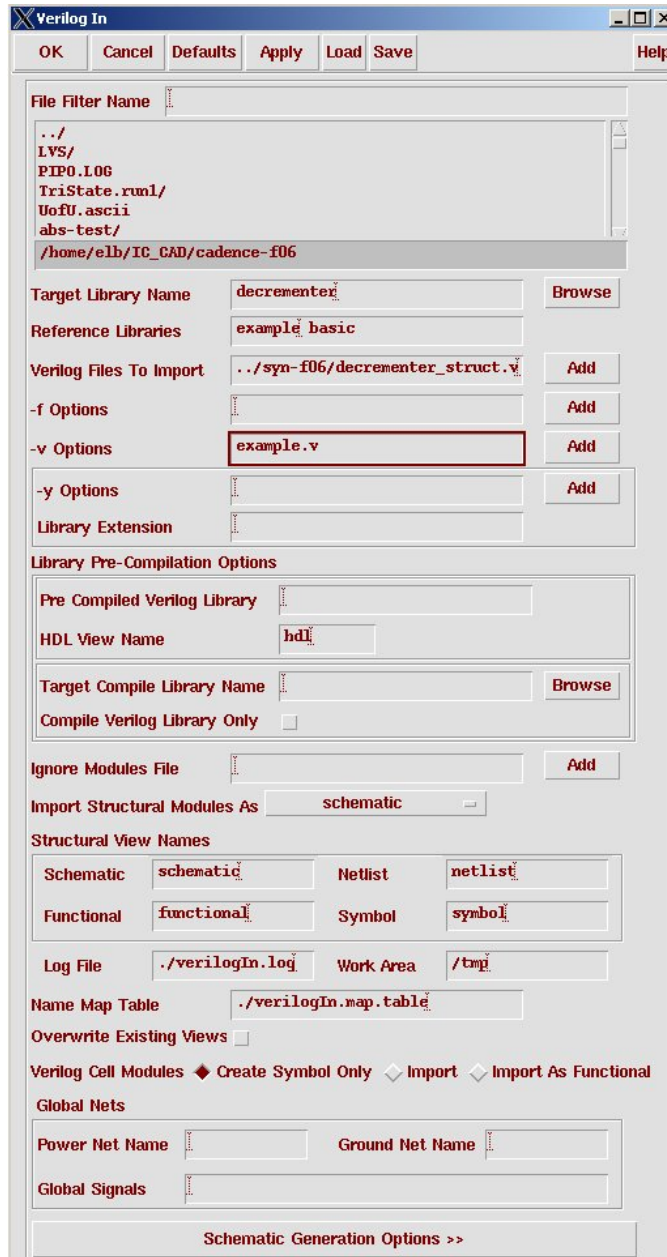 Verilog In
OK Cancel Defaults Apply Load Save Help
File Filter Name
../
LVS/
PIPO.LOG
TriState.run1/
UofU.ascii
abs-test/
/home/elb/IC_CAD/cadence-f06
Target Library Name decrementer Browse
Reference Libraries example basic
Verilog Files To Import ../syn-f06/decrementer_struct.v Add
-f Options Add
-v Options example.v Add
-y Options Add
Library Extension
Library Pre-Compilation Options
Pre Compiled Verilog Library
HDL View Name hdl
Target Compile Library Name Browse
Compile Verilog Library Only
Ignore Modules File Add
Import Structural Modules As schematic
Structural View Names
Schematic schematic Netlist netlist
Functional functional Symbol symbol
Log File ./verilogIn.log Work Area /tmp
Name Map Table ./verilogIn.map.table
Overwrite Existing Views
Verilog Cell Modules Create Symbol Only Import Import As Functional
Global Nets
Power Net Name Ground Net Name
Global Signals
Schematic Generation Options >>